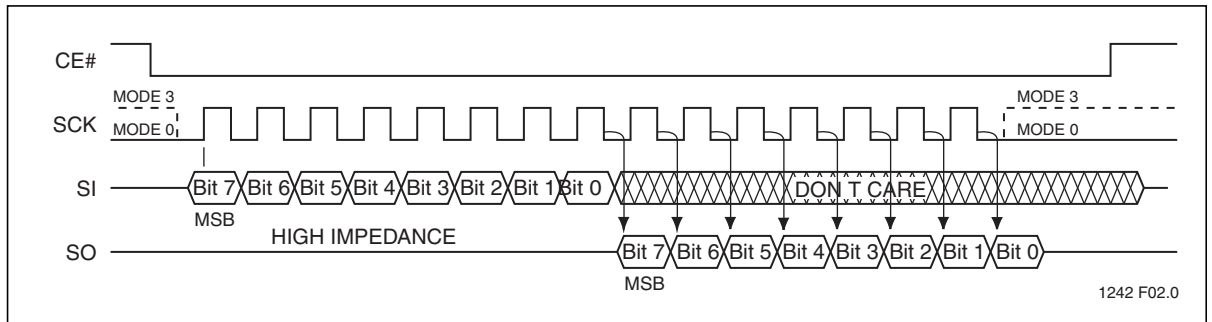 CE#
MODE 3 MODE 3
SCK MODE 0 MODE 0
SI Bit 7 Bit 6 Bit 5 Bit 4 Bit 3 Bit 2 Bit 1 Bit 0 DON T CARE
MSB
HIGH IMPEDANCE
SO Bit 7 Bit 6 Bit 5 Bit 4 Bit 3 Bit 2 Bit 1 Bit 0
MSB
1242 F02.0